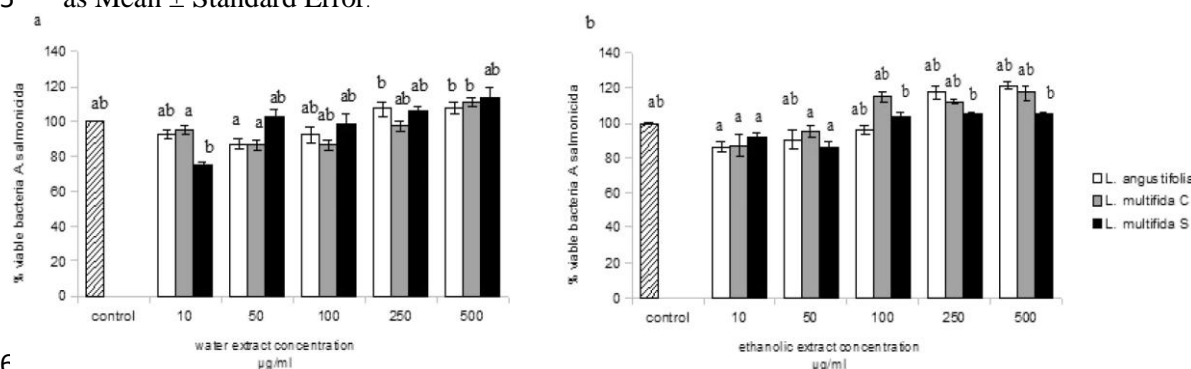 as Mean ± Standard Error.
a
140
120
100
80
60
40
20
0
% viable bacteria A.salmonicida
ab
ab a b
a a ab
ab ab ab
b ab ab
b b ab
control 10 50 100 250 500
water extract concentration
µg/ml
b
140
120
100
80
60
40
20
0
% viable bacteria A.salmonicida
ab
a a a
ab a a
ab ab b
ab ab b
ab ab b
control 10 50 100 250 500
ethanolic extract concentration
µg/ml
L. angustifolia
L. multifida C
L. multifida S